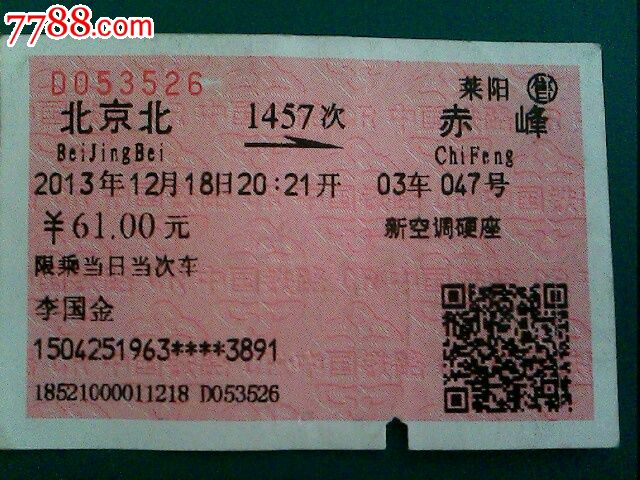 7788.com
D053526
莱阳 售
北京北 1457次 赤峰
BeiJingBei ChiFeng
2013年12月18日20:21开 03车 047号
￥61.00元 新空调硬座
限乘当日当次车
李国金
1504251963****3891
18521000011218 D053526